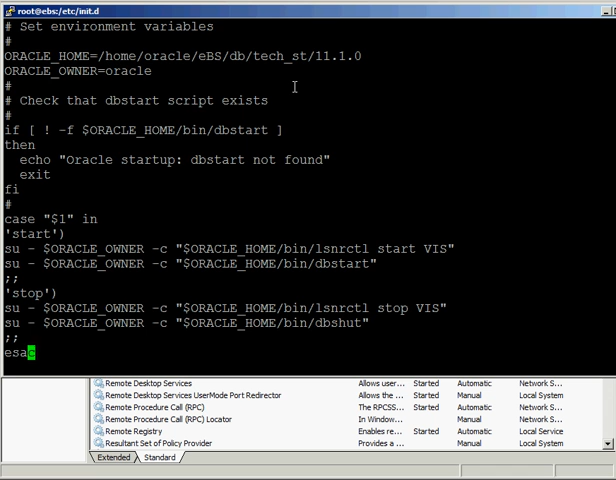 root@ebs:/etc/init.d
# Set environment variables
#
ORACLE_HOME=/home/oracle/eBS/db/tech_st/11.1.0
ORACLE_OWNER=oracle
#
# Check that dbstart script exists
#
if [ ! -f $ORACLE_HOME/bin/dbstart ]
then
  echo "Oracle startup: dbstart not found"
  exit
fi
#
case "$1" in
'start')
su - $ORACLE_OWNER -c "$ORACLE_HOME/bin/lsnrctl start VIS"
su - $ORACLE_OWNER -c "$ORACLE_HOME/bin/dbstart"
;;
'stop')
su - $ORACLE_OWNER -c "$ORACLE_HOME/bin/lsnrctl stop VIS"
su - $ORACLE_OWNER -c "$ORACLE_HOME/bin/dbshut"
;;
esac
Remote Desktop Services Allows user... Started Automatic Network S...
Remote Desktop Services UserMode Port Redirector Allows the... Started Manual Local System
Remote Procedure Call (RPC) The RPCSS... Started Automatic Network S...
Remote Procedure Call (RPC) Locator In Window... Manual Network S...
Remote Registry Enables re... Started Automatic Local Service
Resultant Set of Policy Provider Provides a ... Manual Local System
Extended Standard